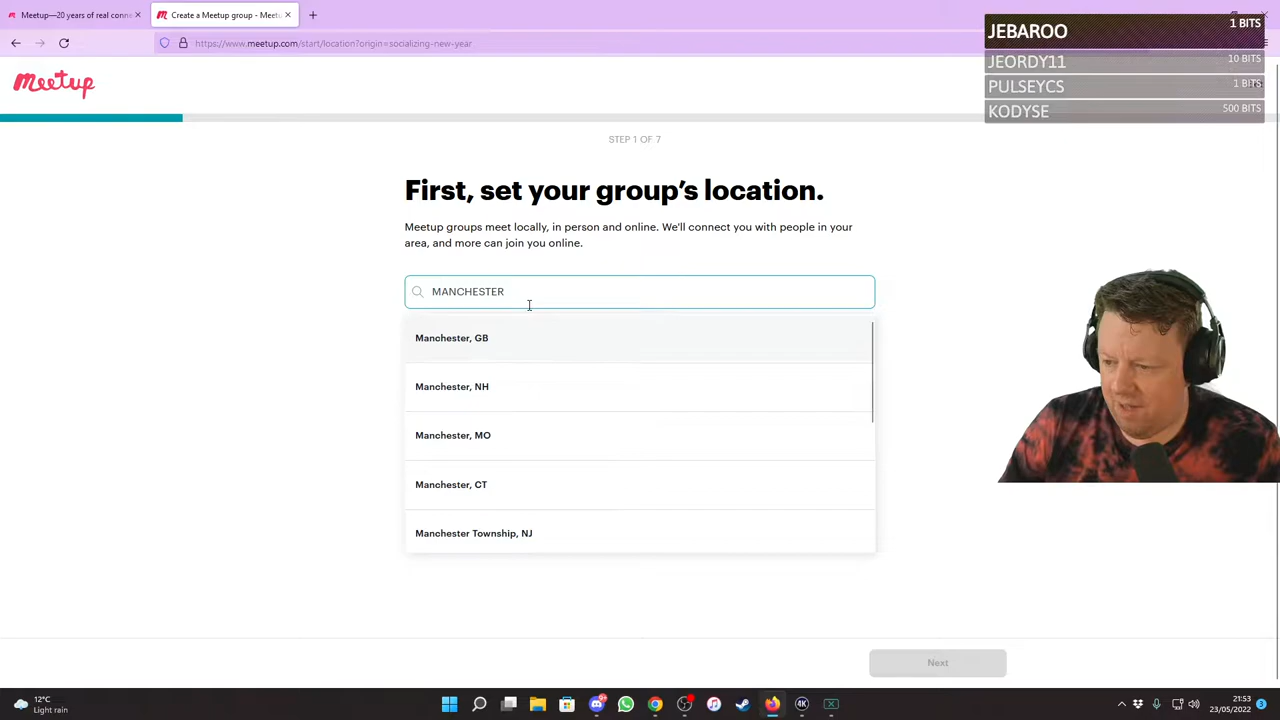 Meetup—20 years of real conn
Create a Meetup group - Meetu
https://www.meetup.com/start/location?origin=socializing-new-year
JEBAROO 1 BITS
JEORDY11 10 BITS
PULSEYCS 1 BITS
KODYSE 500 BITS
meetup
STEP 1 OF 7
First, set your group's location.
Meetup groups meet locally, in person and online. We'll connect you with people in your
area, and more can join you online.
MANCHESTER
Manchester, GB
Manchester, NH
Manchester, MO
Manchester, CT
Manchester Township, NJ
Next
12°C
Light rain
4K
21:53
23/05/2022
3